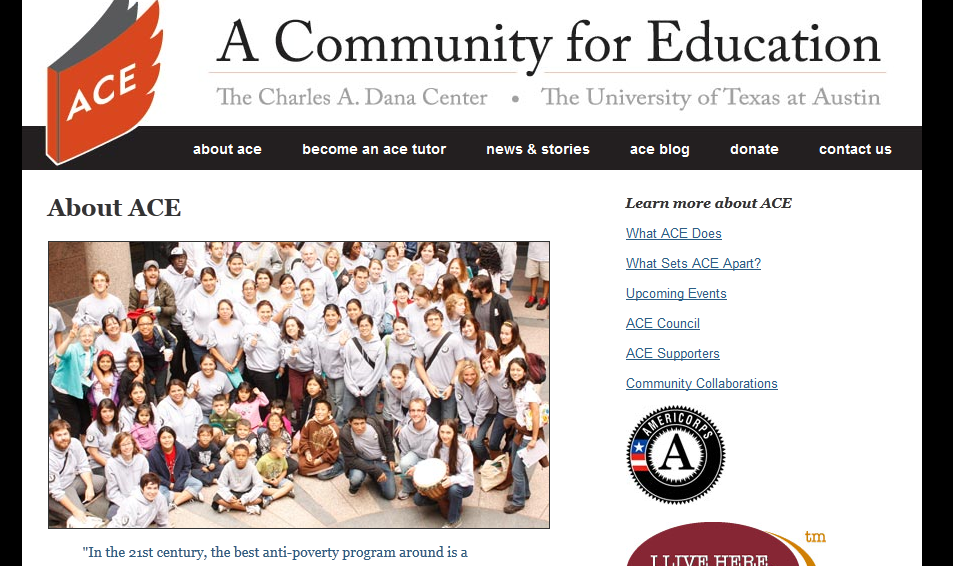 ACE
A Community for Education
The Charles A. Dana Center • The University of Texas at Austin
about ace become an ace tutor news & stories ace blog donate contact us
About ACE
"In the 21st century, the best anti-poverty program around is a
Learn more about ACE
What ACE Does
What Sets ACE Apart?
Upcoming Events
ACE Council
ACE Supporters
Community Collaborations
AMERICORPS
A
I LIVE HERE
tm